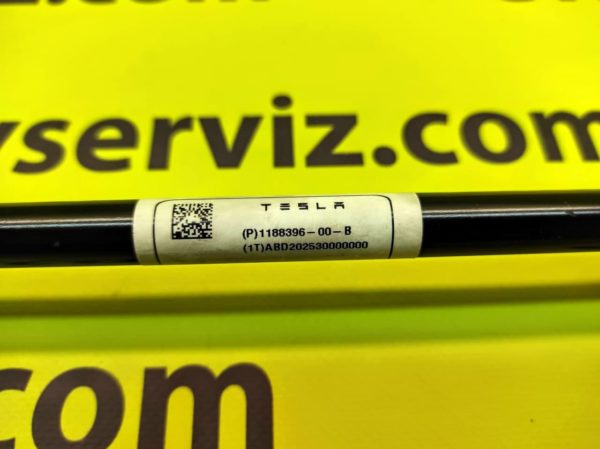 yserviz.com
TESLA
(P)1188396-00-B
(1T)ABD202530000000
com